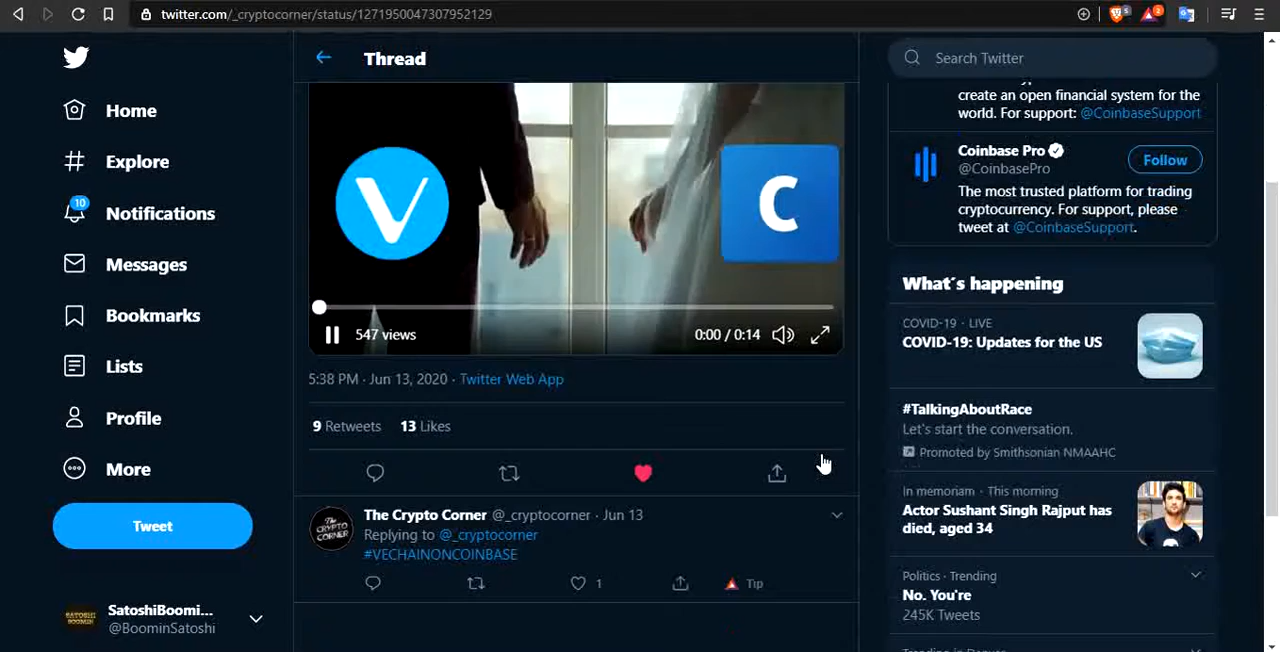 twitter.com/_cryptocorner/status/1271950047307952129
5
2
Home
Explore
10
Notifications
Messages
Bookmarks
Lists
Profile
More
Tweet
SatoshiBoomi...
@BoominSatoshi
Thread
V
C
547 views
0:00 / 0:14
5:38 PM · Jun 13, 2020 · Twitter Web App
9 Retweets 13 Likes
The CRYPTO CORNER
The Crypto Corner @_cryptocorner · Jun 13
Replying to @_cryptocorner
#VECHAINONCOINBASE
1
Tip
Search Twitter
create an open financial system for the
world. For support: @CoinbaseSupport
Coinbase Pro
@CoinbasePro
Follow
The most trusted platform for trading
cryptocurrency. For support, please
tweet at @CoinbaseSupport.
What´s happening
COVID-19 · LIVE
COVID-19: Updates for the US
#TalkingAboutRace
Let's start the conversation.
Promoted by Smithsonian NMAAHC
In memoriam · This morning
Actor Sushant Singh Rajput has
died, aged 34
Politics · Trending
No. You're
245K Tweets